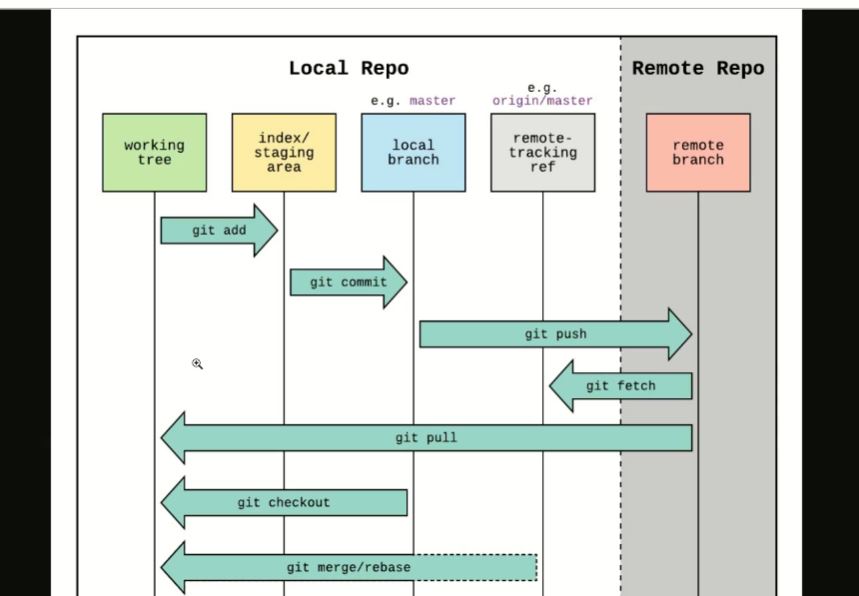 Local Repo
Remote Repo
e.g. master
e.g.
origin/master
working
tree
index/
staging
area
local
branch
remote-
tracking
ref
remote
branch
git add
git commit
git push
git fetch
git pull
git checkout
git merge/rebase